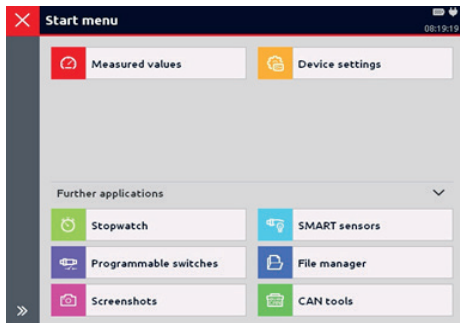 Start menu
08:19:19
Measured values
Device settings
Further applications
Stopwatch
SMART sensors
Programmable switches
File manager
Screenshots
CAN tools